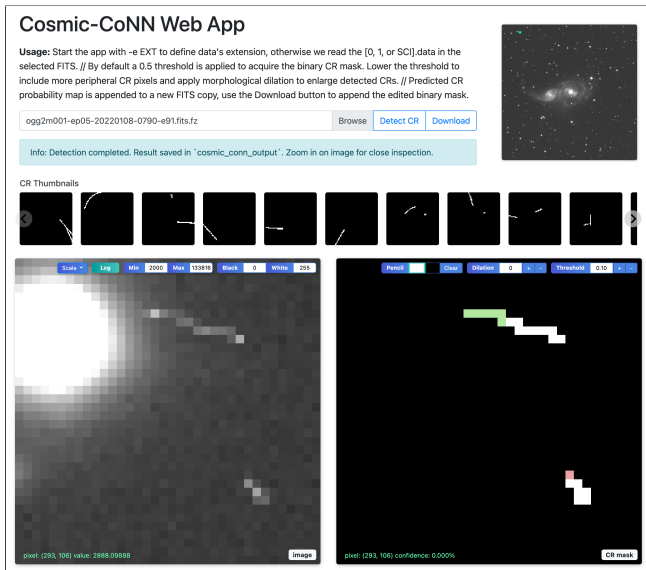 Cosmic-CoNN Web App
Usage: Start the app with -e EXT to define data's extension, otherwise we read the [0, 1, or SCI].data in the
selected FITS. // By default a 0.5 threshold is applied to acquire the binary CR mask. Lower the threshold to
include more peripheral CR pixels and apply morphological dilation to enlarge detected CRs. // Predicted CR
probability map is appended to a new FITS copy, use the Download button to append the edited binary mask.
ogg2m001-ep05-20220108-0790-e91.fits.fz Browse Detect CR Download
Info: Detection completed. Result saved in `cosmic_conn_output`. Zoom in on image for close inspection.
CR Thumbnails
Scale Log Min 2000 Max 133816 Black 0 White 255
Pencil Clear Dilation 0 + - Threshold 0.10 + -
pixel: (293, 106) value: 2888.09888 image
pixel: (293, 106) confidence: 0.000% CR mask